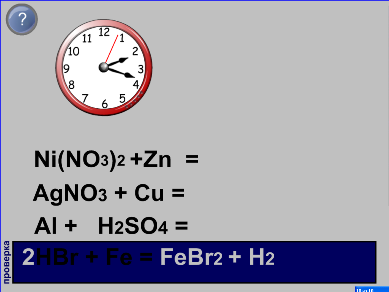 ?
12
1
2
3
4
5
6
7
8
9
10
11
Ni(NO3)2 +Zn =
AgNO3 + Cu =
Al + H2SO4 =
2HBr + Fe = FeBr2 + H2
проверка